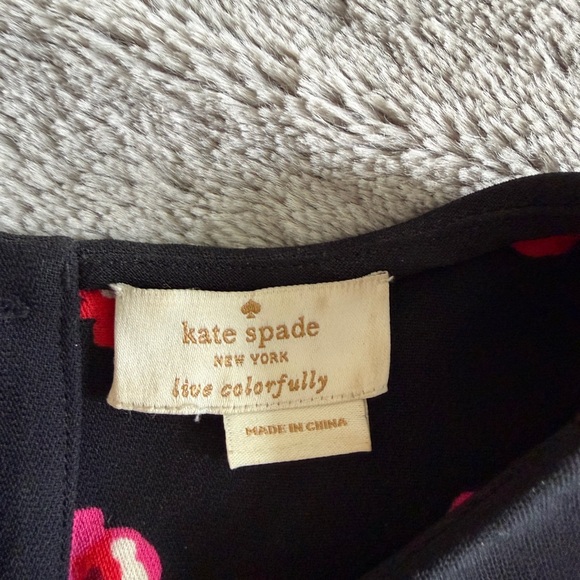 kate spade
NEW YORK
live colorfully
MADE IN CHINA